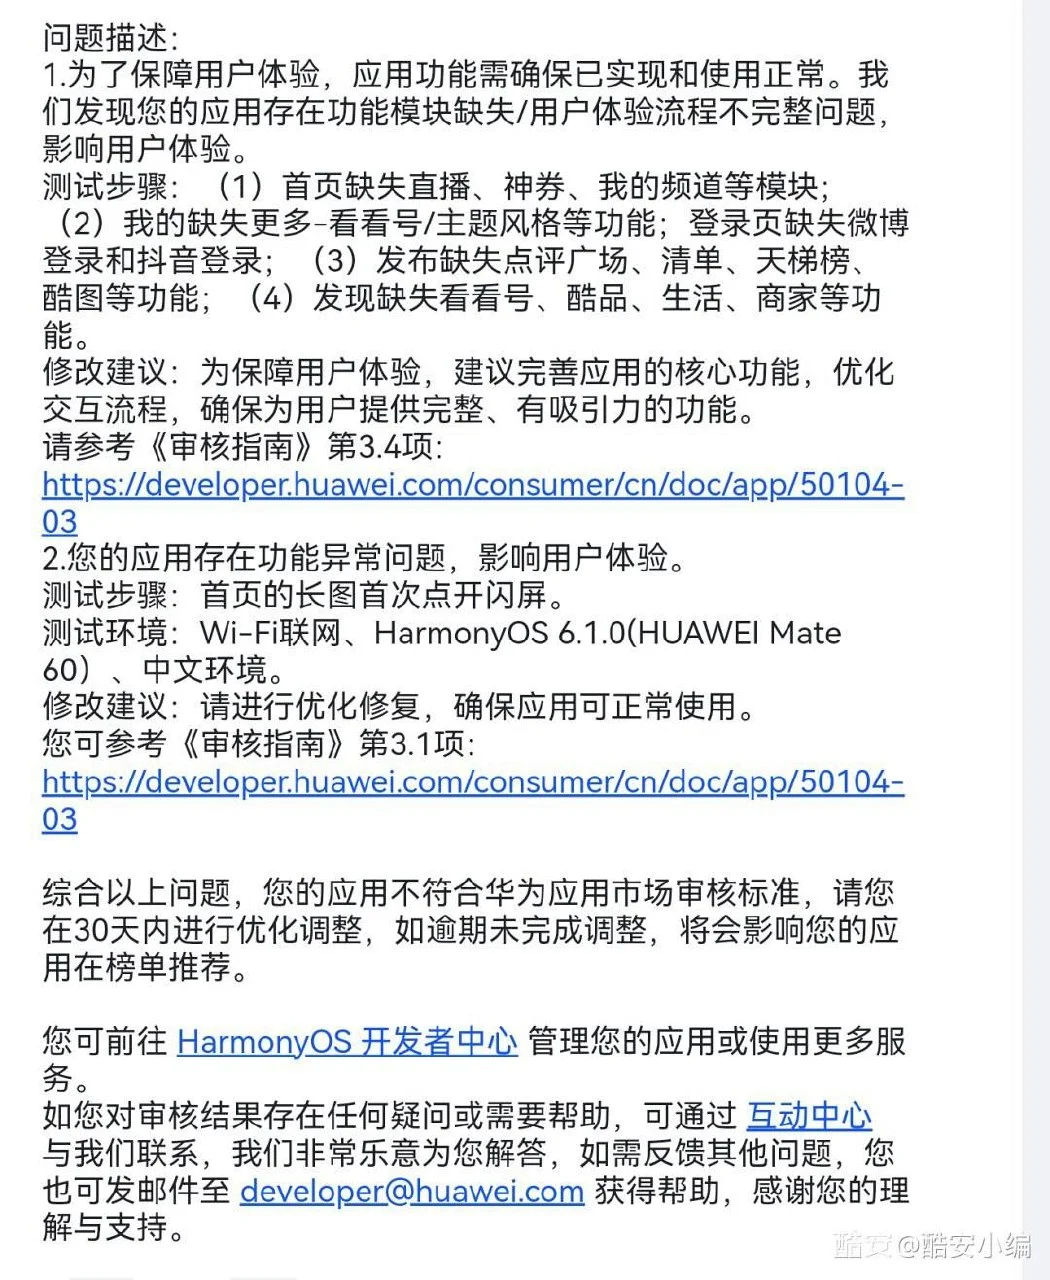 问题描述：
1.为了保障用户体验，应用功能需确保已实现和使用正常。我
们发现您的应用存在功能模块缺失/用户体验流程不完整问题，
影响用户体验。
测试步骤：（1）首页缺失直播、神券、我的频道等模块；
（2）我的缺失更多-看看号/主题风格等功能；登录页缺失微博
登录和抖音登录；（3）发布缺失点评广场、清单、天梯榜、
酷图等功能；（4）发现缺失看看号、酷品、生活、商家等功
能。
修改建议：为保障用户体验，建议完善应用的核心功能，优化
交互流程，确保为用户提供完整、有吸引力的功能。
请参考《审核指南》第3.4项：
https://developer.huawei.com/consumer/cn/doc/app/50104-
03
2.您的应用存在功能异常问题，影响用户体验。
测试步骤：首页的长图首次点开闪屏。
测试环境：Wi-Fi联网、HarmonyOS 6.1.0(HUAWEI Mate
60）、中文环境。
修改建议：请进行优化修复，确保应用可正常使用。
您可参考《审核指南》第3.1项：
https://developer.huawei.com/consumer/cn/doc/app/50104-
03
综合以上问题，您的应用不符合华为应用市场审核标准，请您
在30天内进行优化调整，如逾期未完成调整，将会影响您的应
用在榜单推荐。
您可前往 HarmonyOS 开发者中心 管理您的应用或使用更多服
务。
如您对审核结果存在任何疑问或需要帮助，可通过 互动中心
与我们联系，我们非常乐意为您解答，如需反馈其他问题，您
也可发邮件至 developer@huawei.com 获得帮助，感谢您的理
解与支持。
酷安@酷安小编